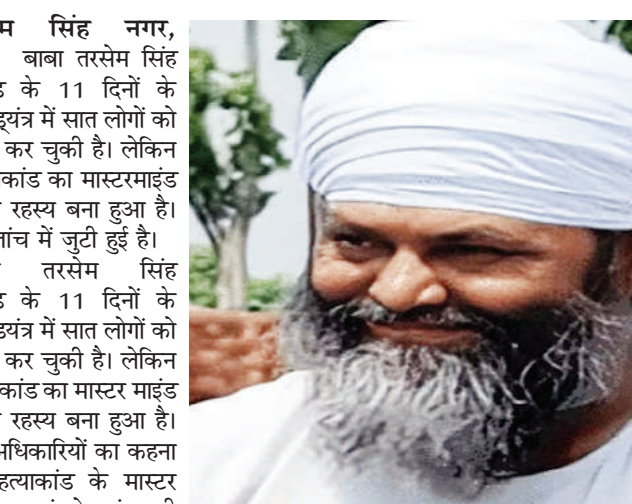 सिंह नगर,
बाबा तरसेम सिंह
के 11 दिनों के
में सात लोगों को
कर चुकी है। लेकिन
का मास्टरमाइंड
रहस्य बना हुआ है।
में जुटी हुई है।
तरसेम सिंह
के 11 दिनों के
में सात लोगों को
कर चुकी है। लेकिन
का मास्टर माइंड
रहस्य बना हुआ है।
अधिकारियों का कहना
हत्याकांड के मास्टर